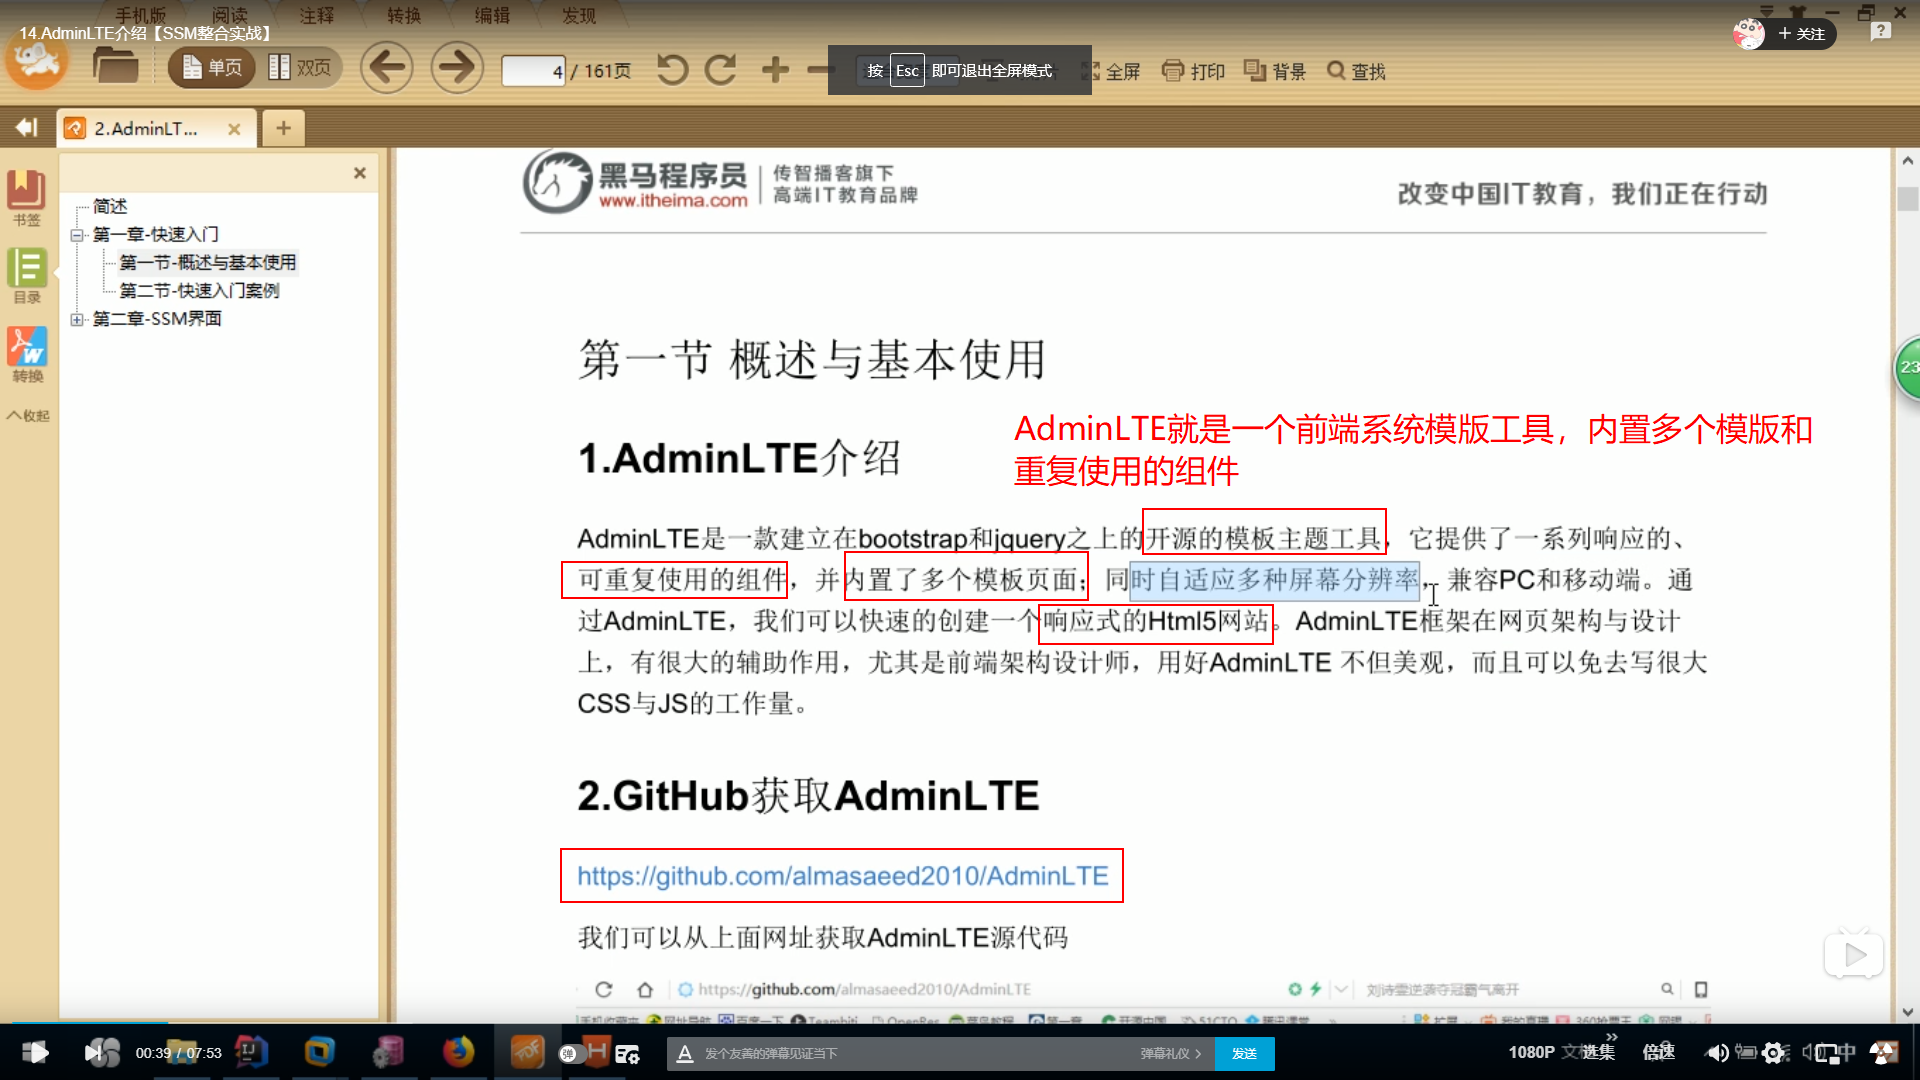 手机版 阅读 注释 转换 编辑 发现
14.AdminLTE介绍【SSM整合实战】
+ 关注
单页 双页 4 / 161页 按 Esc 即可退出全屏模式 全屏 打印 背景 查找
2.AdminLT...
书签
目录
转换
收起
简述
第一章-快速入门
第一节-概述与基本使用
第二节-快速入门案例
第二章-SSM界面
黑马程序员
www.itheima.com
传智播客旗下
高端IT教育品牌
改变中国IT教育，我们正在行动
第一节 概述与基本使用
1.AdminLTE介绍
AdminLTE就是一个前端系统模版工具，内置多个模版和
重复使用的组件
AdminLTE是一款建立在bootstrap和jquery之上的开源的模板主题工具，它提供了一系列响应的、
可重复使用的组件，并内置了多个模板页面；同时自适应多种屏幕分辨率，兼容PC和移动端。通
过AdminLTE，我们可以快速的创建一个响应式的Html5网站。AdminLTE框架在网页架构与设计
上，有很大的辅助作用，尤其是前端架构设计师，用好AdminLTE 不但美观，而且可以免去写很大
CSS与JS的工作量。
2.GitHub获取AdminLTE
https://github.com/almasaeed2010/AdminLTE
我们可以从上面网址获取AdminLTE源代码
https://github.com/almasaeed2010/AdminLTE
刘诗雯逆袭夺冠霸气离开
23
00:39 / 07:53
弹
发个友善的弹幕见证当下
弹幕礼仪
发送
1080P
选集
倍速
中